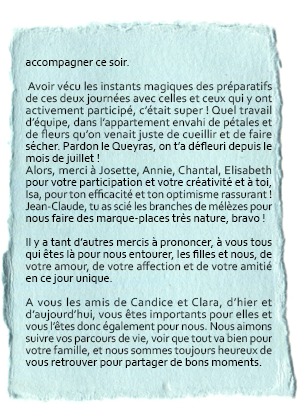 accompagner ce soir.
Avoir vécu les instants magiques des préparatifs
de ces deux journées avec celles et ceux qui y ont
activement participé, c'était super ! Quel travail
d'équipe, dans l'appartement envahi de pétales et
de fleurs qu'on venait juste de cueillir et de faire
sécher. Pardon le Queyras, on t'a défleuri depuis le
mois de juillet !
Alors, merci à Josette, Annie, Chantal, Elisabeth
pour votre participation et votre créativité et à toi,
Isa, pour ton efficacité et ton optimisme rassurant !
Jean-Claude, tu as scié les branches de mélèzes pour
nous faire des marque-places très nature, bravo !
Il y a tant d'autres mercis à prononcer, à vous tous
qui êtes là pour nous entourer, les filles et nous, de
votre amour, de votre affection et de votre amitié
en ce jour unique.
A vous les amis de Candice et Clara, d'hier et
d'aujourd'hui, vous êtes importants pour elles et
vous l'êtes donc également pour nous. Nous aimons
suivre vos parcours de vie, voir que tout va bien pour
votre famille, et nous sommes toujours heureux de
vous retrouver pour partager de bons moments.